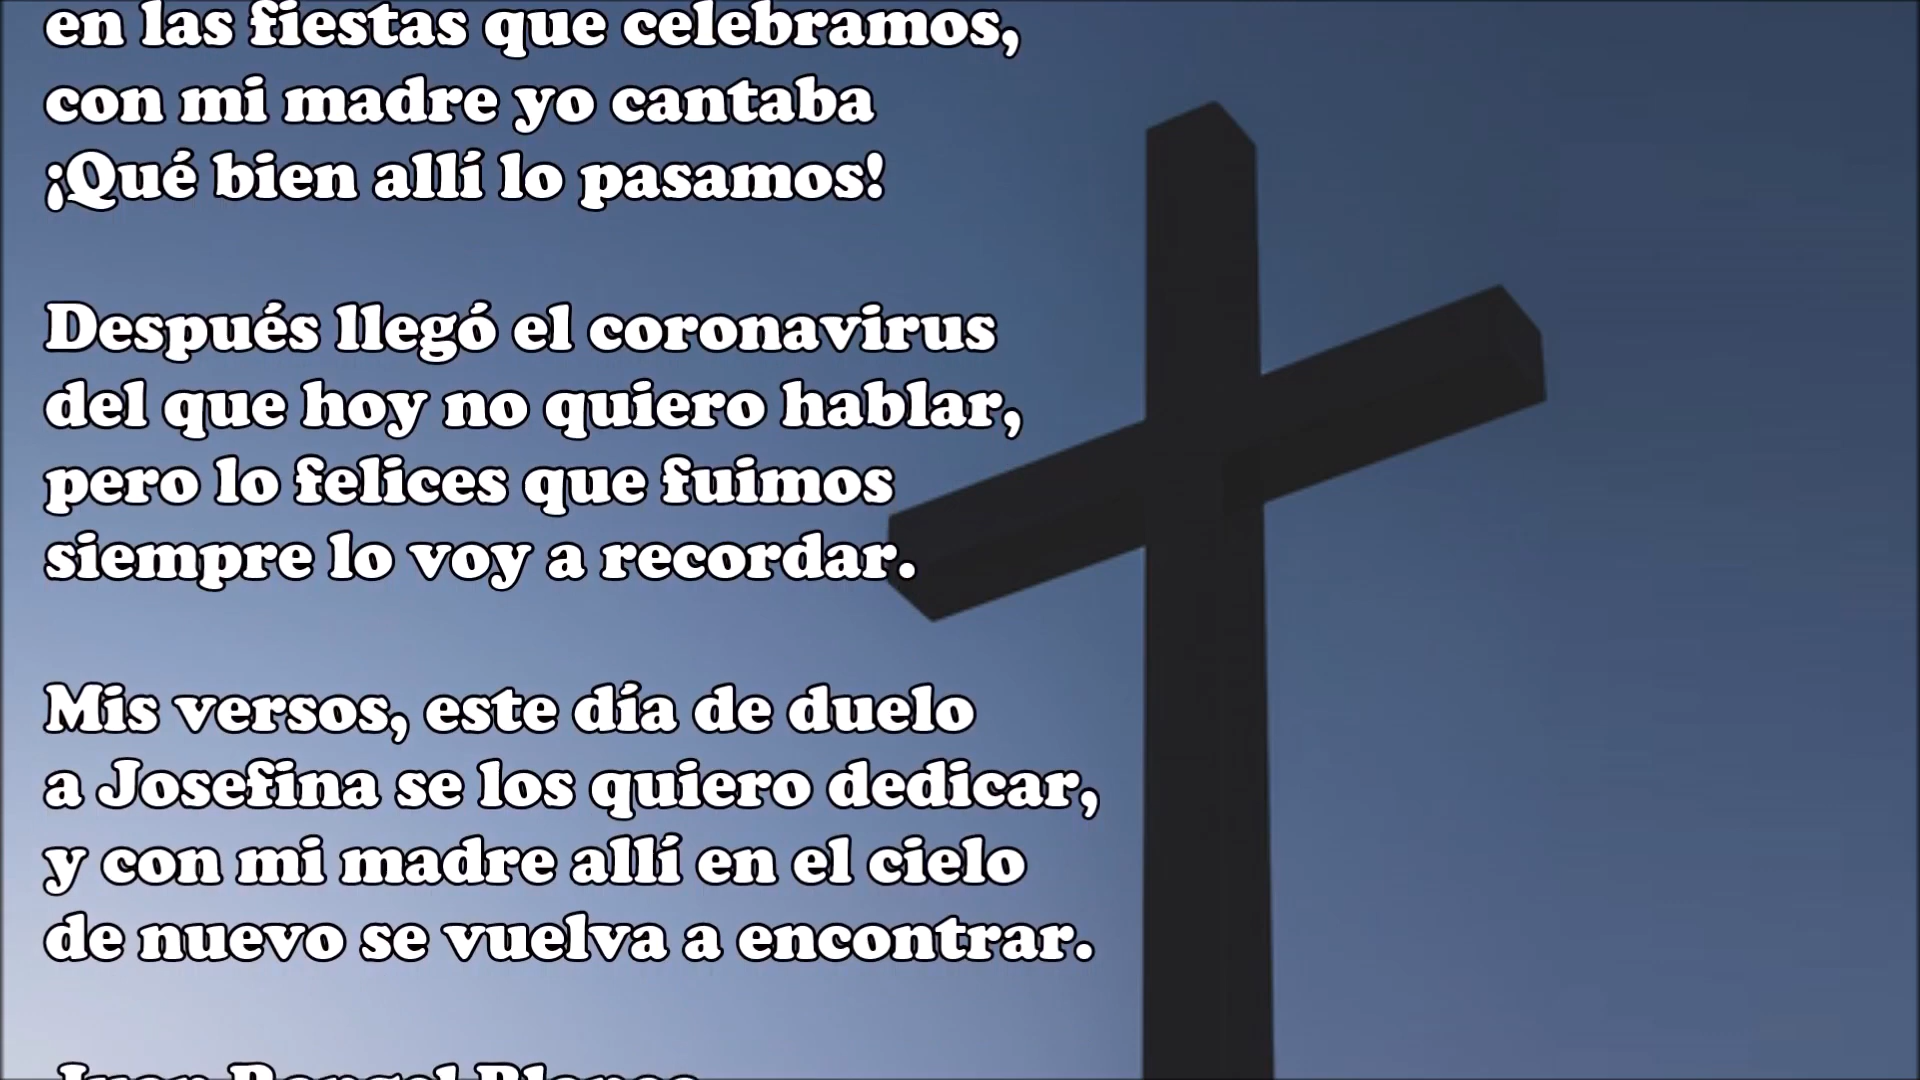 en las fiestas que celebramos,
con mi madre yo cantaba
¡Qué bien allí lo pasamos!
Después llegó el coronavirus
del que hoy no quiero hablar,
pero lo felices que fuimos
siempre lo voy a recordar.
Mis versos, este día de duelo
a Josefina se los quiero dedicar,
y con mi madre allí en el cielo
de nuevo se vuelva a encontrar.
Juan Rangel Blanco